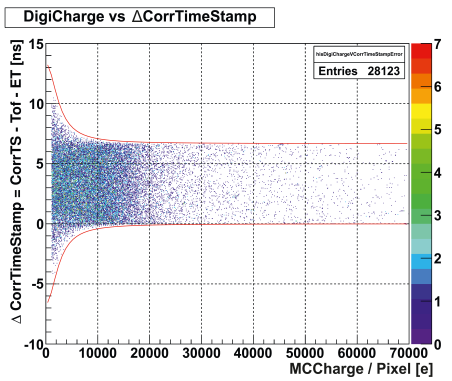 DigiCharge vs ΔCorrTimeStamp
hisDigiChargeVCorrTimeStampError
Entries 28123
Δ CorrTimeStamp = CorrTS - Tof - ET [ns]
15
10
5
0
-5
-10
0 10000 20000 30000 40000 50000 60000 70000
MCCharge / Pixel [e]
7
6
5
4
3
2
1
0